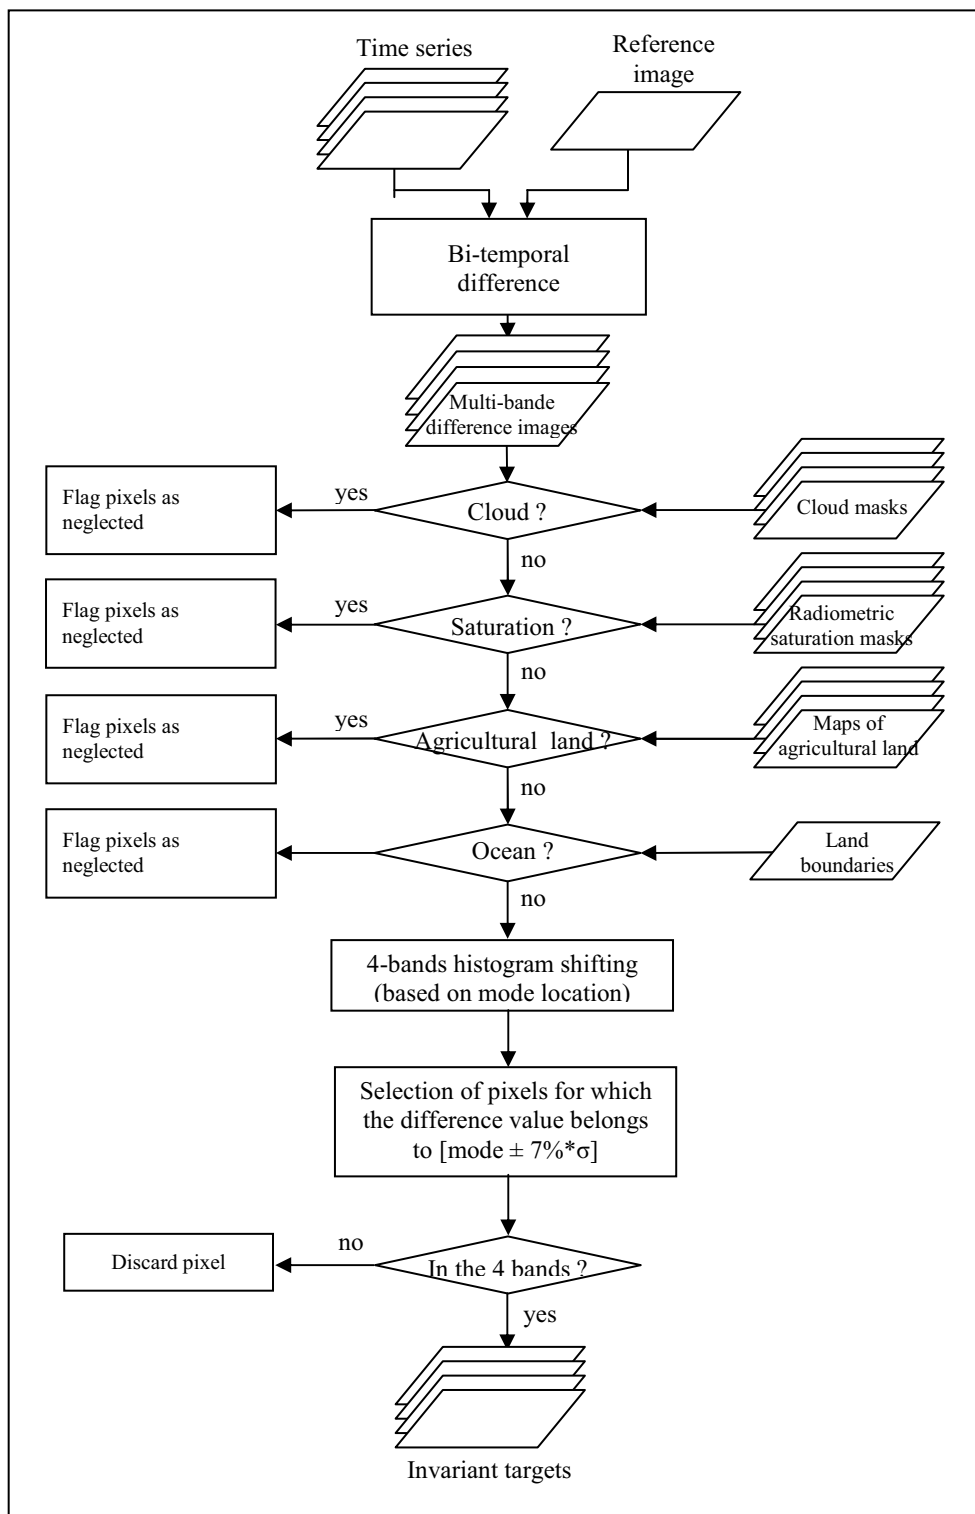 Time series
Reference
image
Bi-temporal
difference
Multi-bande
difference images
Flag pixels as
neglected
yes
Cloud ?
Cloud masks
no
Flag pixels as
neglected
yes
Saturation ?
Radiometric
saturation masks
no
Flag pixels as
neglected
yes
Agricultural land ?
Maps of
agricultural land
no
Flag pixels as
neglected
Ocean ?
Land
boundaries
no
4-bands histogram shifting
(based on mode location)
Selection of pixels for which
the difference value belongs
to [mode ± 7%*σ]
Discard pixel
no
In the 4 bands ?
yes
Invariant targets